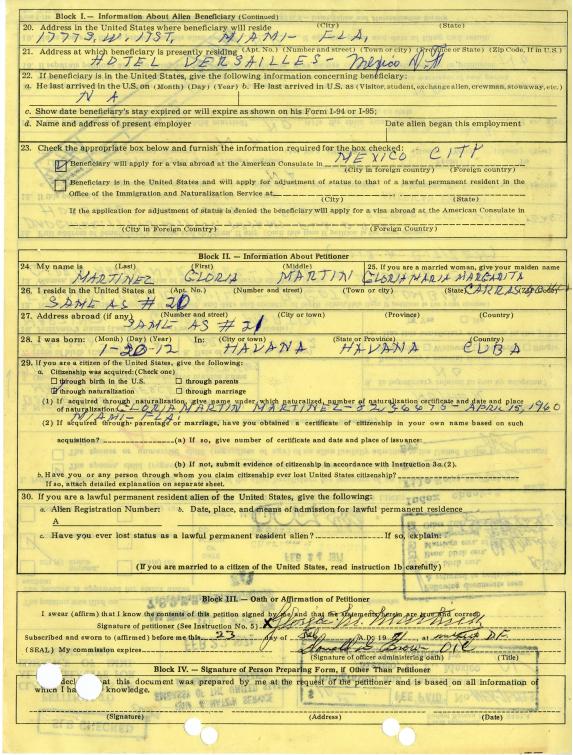 Block I. — Information About Alien Beneficiary (Continued)
20. Address in the United States where beneficiary will reside (City) (State)
1777 S.W. 17 ST. MIAMI - FLA.
21. Address at which beneficiary is presently residing (Apt. No.) (Number and street) (Town or city) (Province or State) (Zip Code, If in U.S.)
HOTEL VERSAILLES - Mexico
22. If beneficiary is in the United States, give the following information concerning beneficiary:
a. He last arrived in the U.S. on (Month) (Day) (Year) b. He last arrived in U.S. as (Visitor, student, exchange alien, crewman, stowaway, etc.)
N A
c. Show date beneficiary's stay expired or will expire as shown on his Form I-94 or I-95;
d. Name and address of present employer Date alien began this employment
23. Check the appropriate box below and furnish the information required for the box checked:
Beneficiary will apply for a visa abroad at the American Consulate in MEXICO - CITY
(City in foreign country) (Foreign country)
Beneficiary is in the United States and will apply for adjustment of status to that of a lawful permanent resident in the
Office of the Immigration and Naturalization Service at
(City) (State)
If the application for adjustment of status is denied the beneficiary will apply for a visa abroad at the American Consulate in
(City in Foreign Country) (Foreign Country)
Block II. — Information About Petitioner
24. My name is (Last) (First) (Middle) 25. If you are a married woman, give your maiden name
MARTINEZ GLORIA MARTIN GLORIA MARIA MARGARITA
26. I reside in the United States at (Apt. No.) (Number and street) (Town or city) (State)
SAME AS # 20
27. Address abroad (if any) (Number and street) (City or town) (Province) (Country)
SAME AS # 21
28. I was born: (Month) (Day) (Year) In: (City or town) (State or Province) (Country)
1-20-12 HAVANA HAVANA CUBA
29. If you are a citizen of the United States, give the following:
a. Citizenship was acquired: (Check one)
through birth in the U.S. through parents
through naturalization through marriage
(1) If acquired through naturalization, give name under which naturalized, number of naturalization certificate and date and place
of naturalization GLORIA MARTIN MARTINEZ - APRIL 15, 1960
MIAMI - FLA.
(2) If acquired through parentage or marriage, have you obtained a certificate of citizenship in your own name based on such
acquisition? (a) If so, give number of certificate and date and place of issuance:
(b) If not, submit evidence of citizenship in accordance with Instruction 3a.(2).
b. Have you or any person through whom you claim citizenship ever lost United States citizenship?
If so, attach detailed explanation on separate sheet.
30. If you are a lawful permanent resident alien of the United States, give the following:
a. Alien Registration Number: b. Date, place, and means of admission for lawful permanent residence
A
c. Have you ever lost status as a lawful permanent resident alien? If so, explain:
(If you are married to a citizen of the United States, read instruction 1b carefully)
Block III. — Oath or Affirmation of Petitioner
I swear (affirm) that I know the contents of this petition signed by me and that the statements herein are true and correct.
Signature of petitioner (See Instruction No. 5) X
Subscribed and sworn to (affirmed) before me this 23 day of Feb A.D. 19 71, at D.F.
(SEAL) My commission expires OIC
(Signature of officer administering oath) (Title)
Block IV. — Signature of Person Preparing Form, if Other Than Petitioner
that this document was prepared by me at the request of the petitioner and is based on all information of
which I knowledge.
(Signature) (Address) (Date)